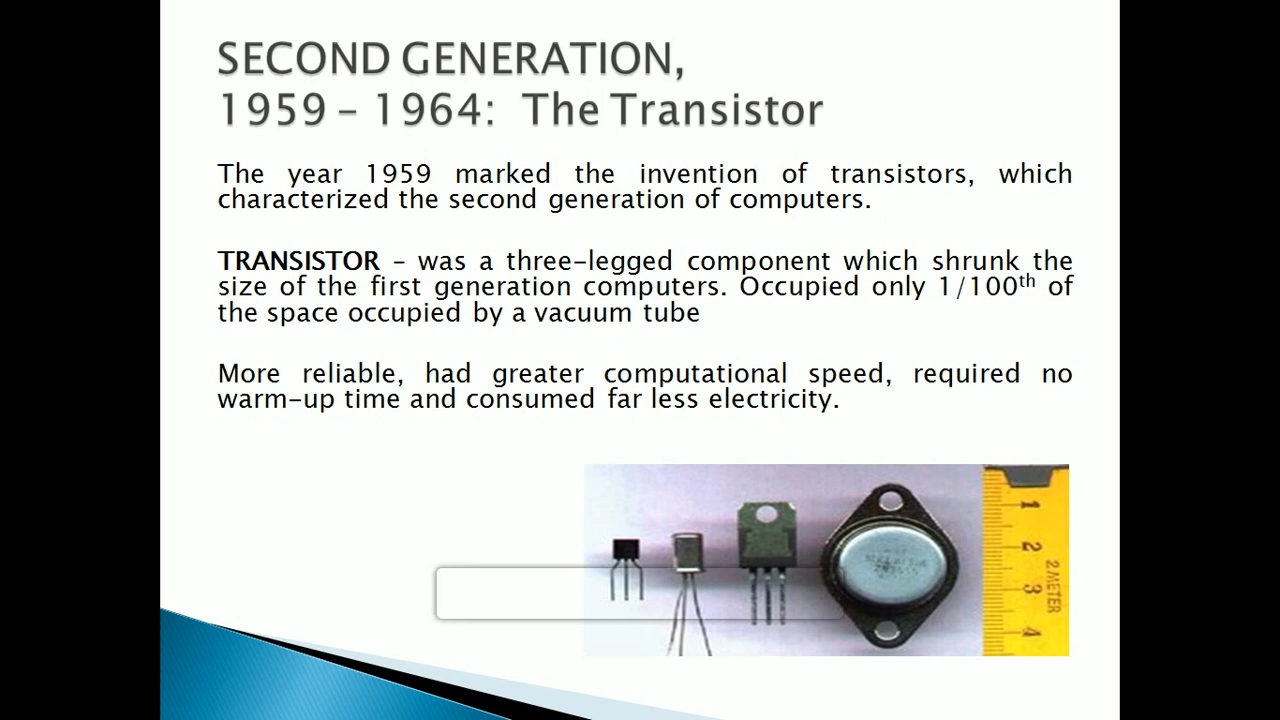 SECOND GENERATION,
1959 – 1964:  The Transistor
The year 1959 marked the invention of transistors, which
characterized the second generation of computers.
TRANSISTOR – was a three-legged component which shrunk the
size of the first generation computers. Occupied only 1/100th of
the space occupied by a vacuum tube
More reliable, had greater computational speed, required no
warm-up time and consumed far less electricity.
1
2
3
4
2METER